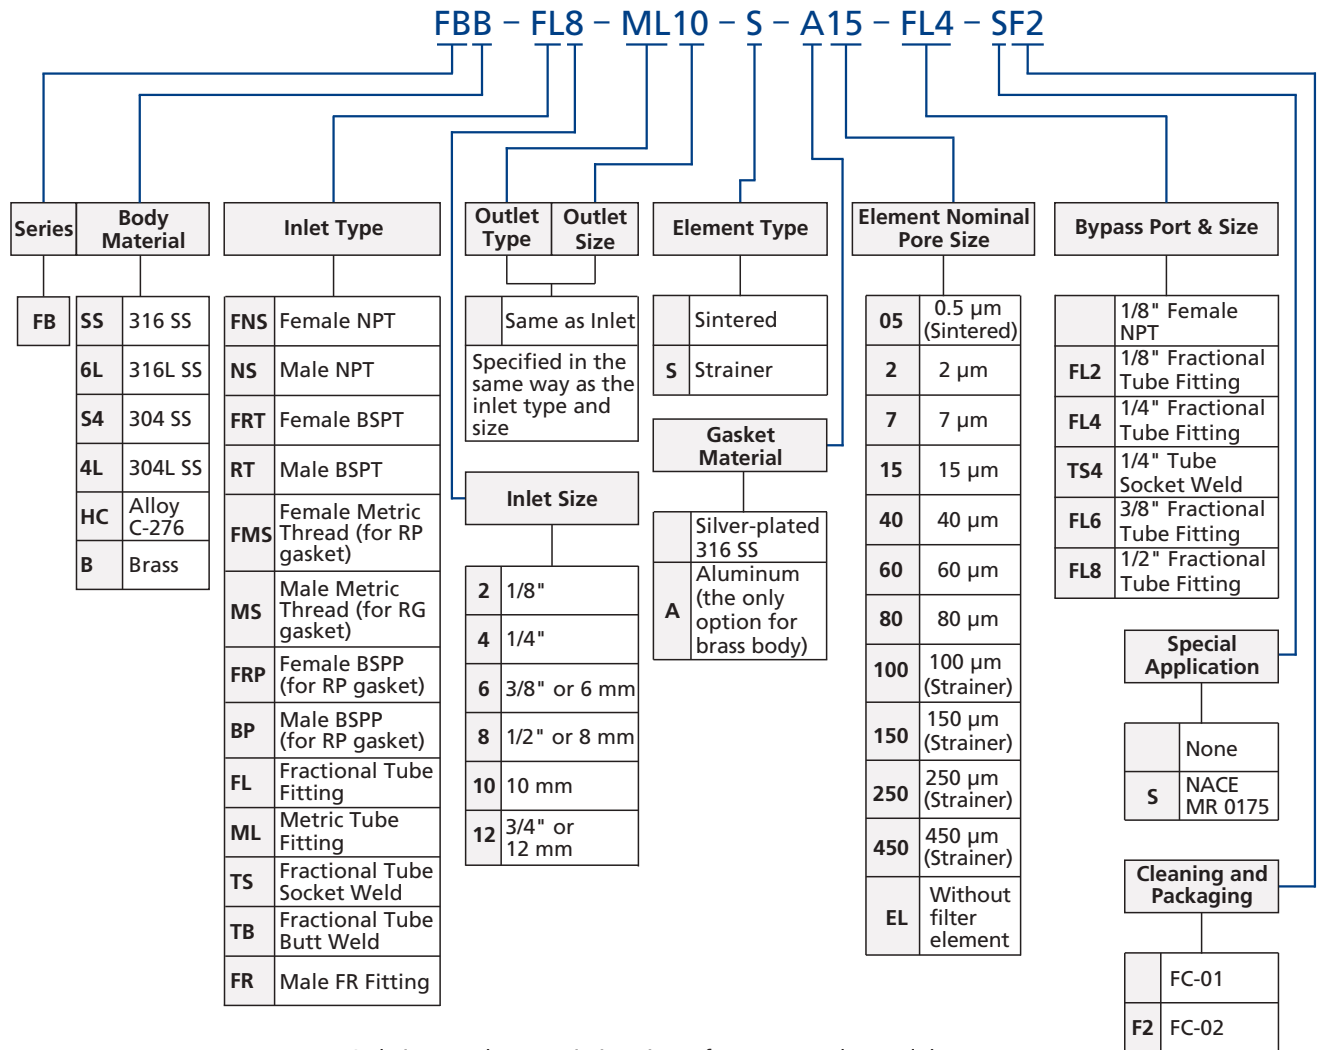 FBB – FL8 – ML10 – S – A15 – FL4 – SF2
Series
FB
Body
Material
SS 316 SS
6L 316L SS
S4 304 SS
4L 304L SS
HC Alloy
C-276
B Brass
Inlet Type
FNS Female NPT
NS Male NPT
FRT Female BSPT
RT Male BSPT
FMS Female Metric
Thread (for RP
gasket)
MS Male Metric
Thread (for RG
gasket)
FRP Female BSPP
(for RP gasket)
BP Male BSPP
(for RP gasket)
FL Fractional Tube
Fitting
ML Metric Tube
Fitting
TS Fractional Tube
Socket Weld
TB Fractional Tube
Butt Weld
FR Male FR Fitting
Outlet
Type
Outlet
Size
Same as Inlet
Specified in the
same way as the
inlet type and
size
Inlet Size
2 1/8"
4 1/4"
6 3/8" or 6 mm
8 1/2" or 8 mm
10 10 mm
12 3/4" or
12 mm
Element Type
Sintered
S Strainer
Gasket
Material
Silver-plated
316 SS
A Aluminum
(the only
option for
brass body)
Element Nominal
Pore Size
05 0.5 µm
(Sintered)
2 2 µm
7 7 µm
15 15 µm
40 40 µm
60 60 µm
80 80 µm
100 100 µm
(Strainer)
150 150 µm
(Strainer)
250 250 µm
(Strainer)
450 450 µm
(Strainer)
EL Without
filter
element
Bypass Port & Size
1/8" Female
NPT
FL2 1/8" Fractional
Tube Fitting
FL4 1/4" Fractional
Tube Fitting
TS4 1/4" Tube
Socket Weld
FL6 3/8" Fractional
Tube Fitting
FL8 1/2" Fractional
Tube Fitting
Special
Application
None
S NACE
MR 0175
Cleaning and
Packaging
FC-01
F2 FC-02